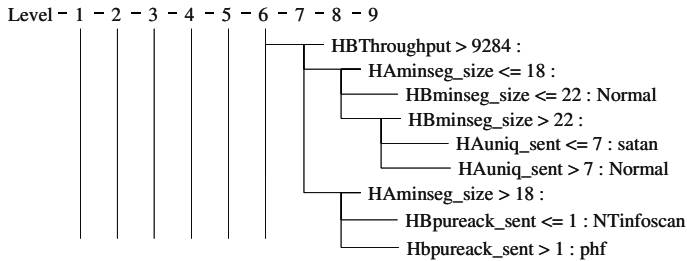 Level - 1 - 2 - 3 - 4 - 5 - 6 - 7 - 8 - 9
HBThroughput > 9284 :
HAminseg_size <= 18 :
HBminseg_size <= 22 : Normal
HBminseg_size > 22 :
HAuniq_sent <= 7 : satan
HAuniq_sent > 7 : Normal
HAminseg_size > 18 :
HBpureack_sent <= 1 : NTinfoscan
Hbpureack_sent > 1 : phf